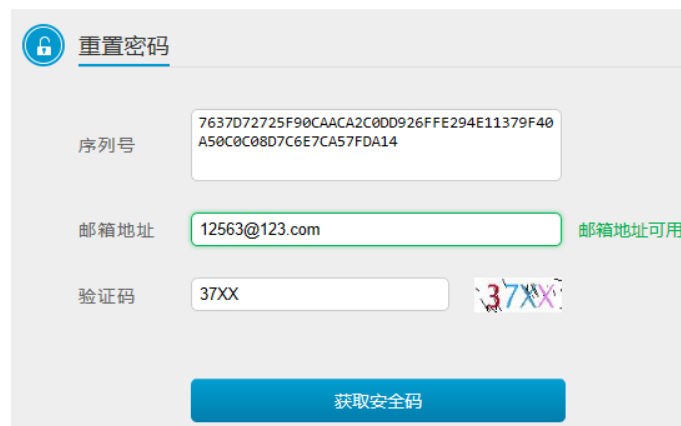 重置密码
序列号
7637D72725F90CAACA2C0DD926FFE294E11379F40
A50C0C08D7C6E7CA57FDA14
邮箱地址 12563@123.com 邮箱地址可用
验证码 37XX 37XX
获取安全码